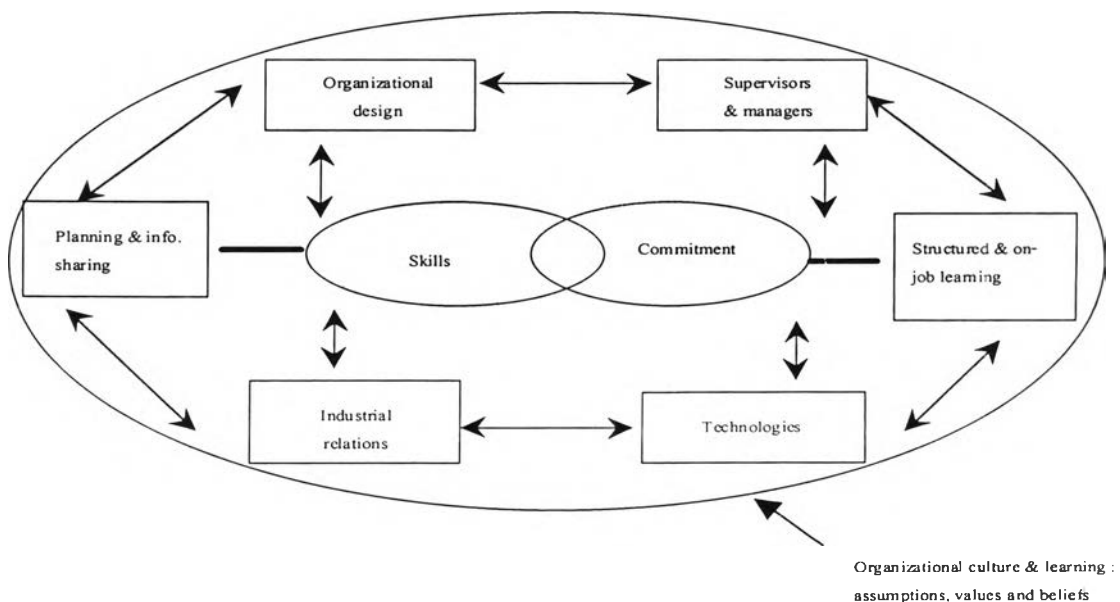 Organizational
design
Supervisors
& managers
Planning & info.
sharing
Skills
Commitment
Structured & on-
job learning
Industrial
relations
Technologies
Organizational culture & learning :
assumptions, values and beliefs